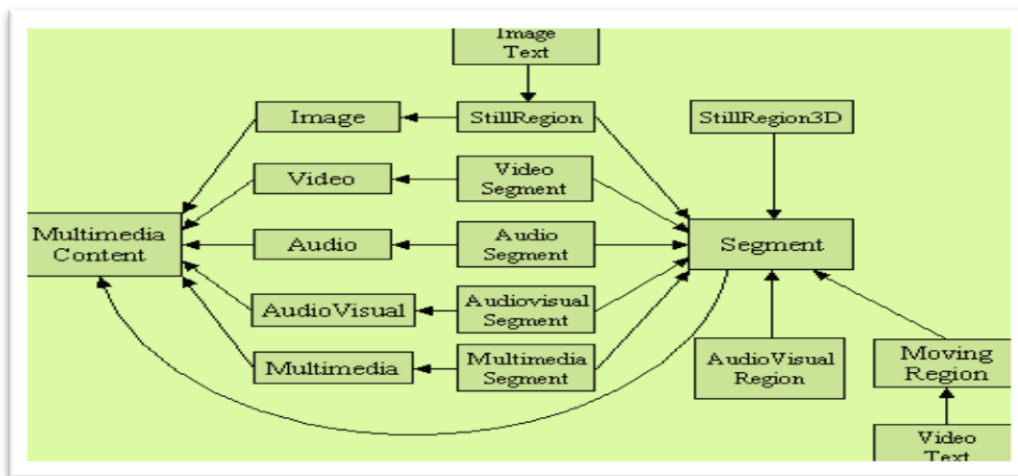 Image
Text
Image
StillRegion
StillRegion3D
Video
Video
Segment
Multimedia
Content
Audio
Audio
Segment
Segment
AudioVisual
Audiovisual
Segment
Multimedia
Multimedia
Segment
AudioVisual
Region
Moving
Region
Video
Text